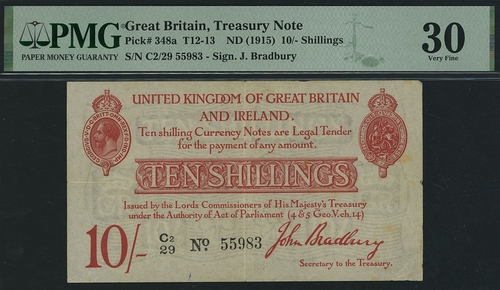 PMG
PAPER MONEY GUARANTY
Great Britain, Treasury Note
Pick# 348a T12-13 ND (1915) 10/- Shillings
S/N C2/29 55983 - Sign. J. Bradbury
30
Very Fine
UNITED KINGDOM OF GREAT BRITAIN
AND IRELAND.
Ten shilling Currency Notes are Legal Tender
for the payment of any amount.
TEN SHILLINGS
Issued by the Lords Commissioners of His Majesty's Treasury
under the Authority of Act of Parliament (4 & 5 Geo.V.ch.14)
10/- C2 29 No 55983 John Bradbury
Secretary to the Treasury.